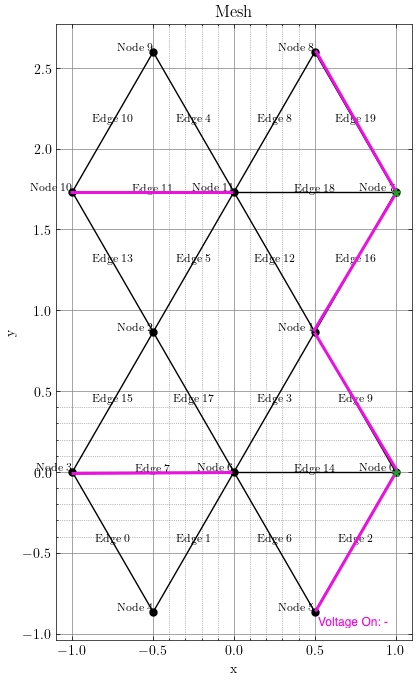 Mesh
Node 9
Node 8
2.5
Edge 10
Edge 4
Edge 8
Edge 19
2.0
Node 10
Edge 11
Node 11
Edge 18
Node
1.5
Edge 13
Edge 5
Edge 12
Edge 16
1.0
Node
Node
y
0.5
Edge 15
Edge 17
Edge 3
Edge 9
0.0
Node 3
Edge 7
Node 6
Edge 14
Node 0
Edge 0
Edge 1
Edge 6
Edge 2
−0.5
Node 4
Node 5
Voltage On: -
−1.0
−1.0
−0.5
0.0
0.5
1.0
x